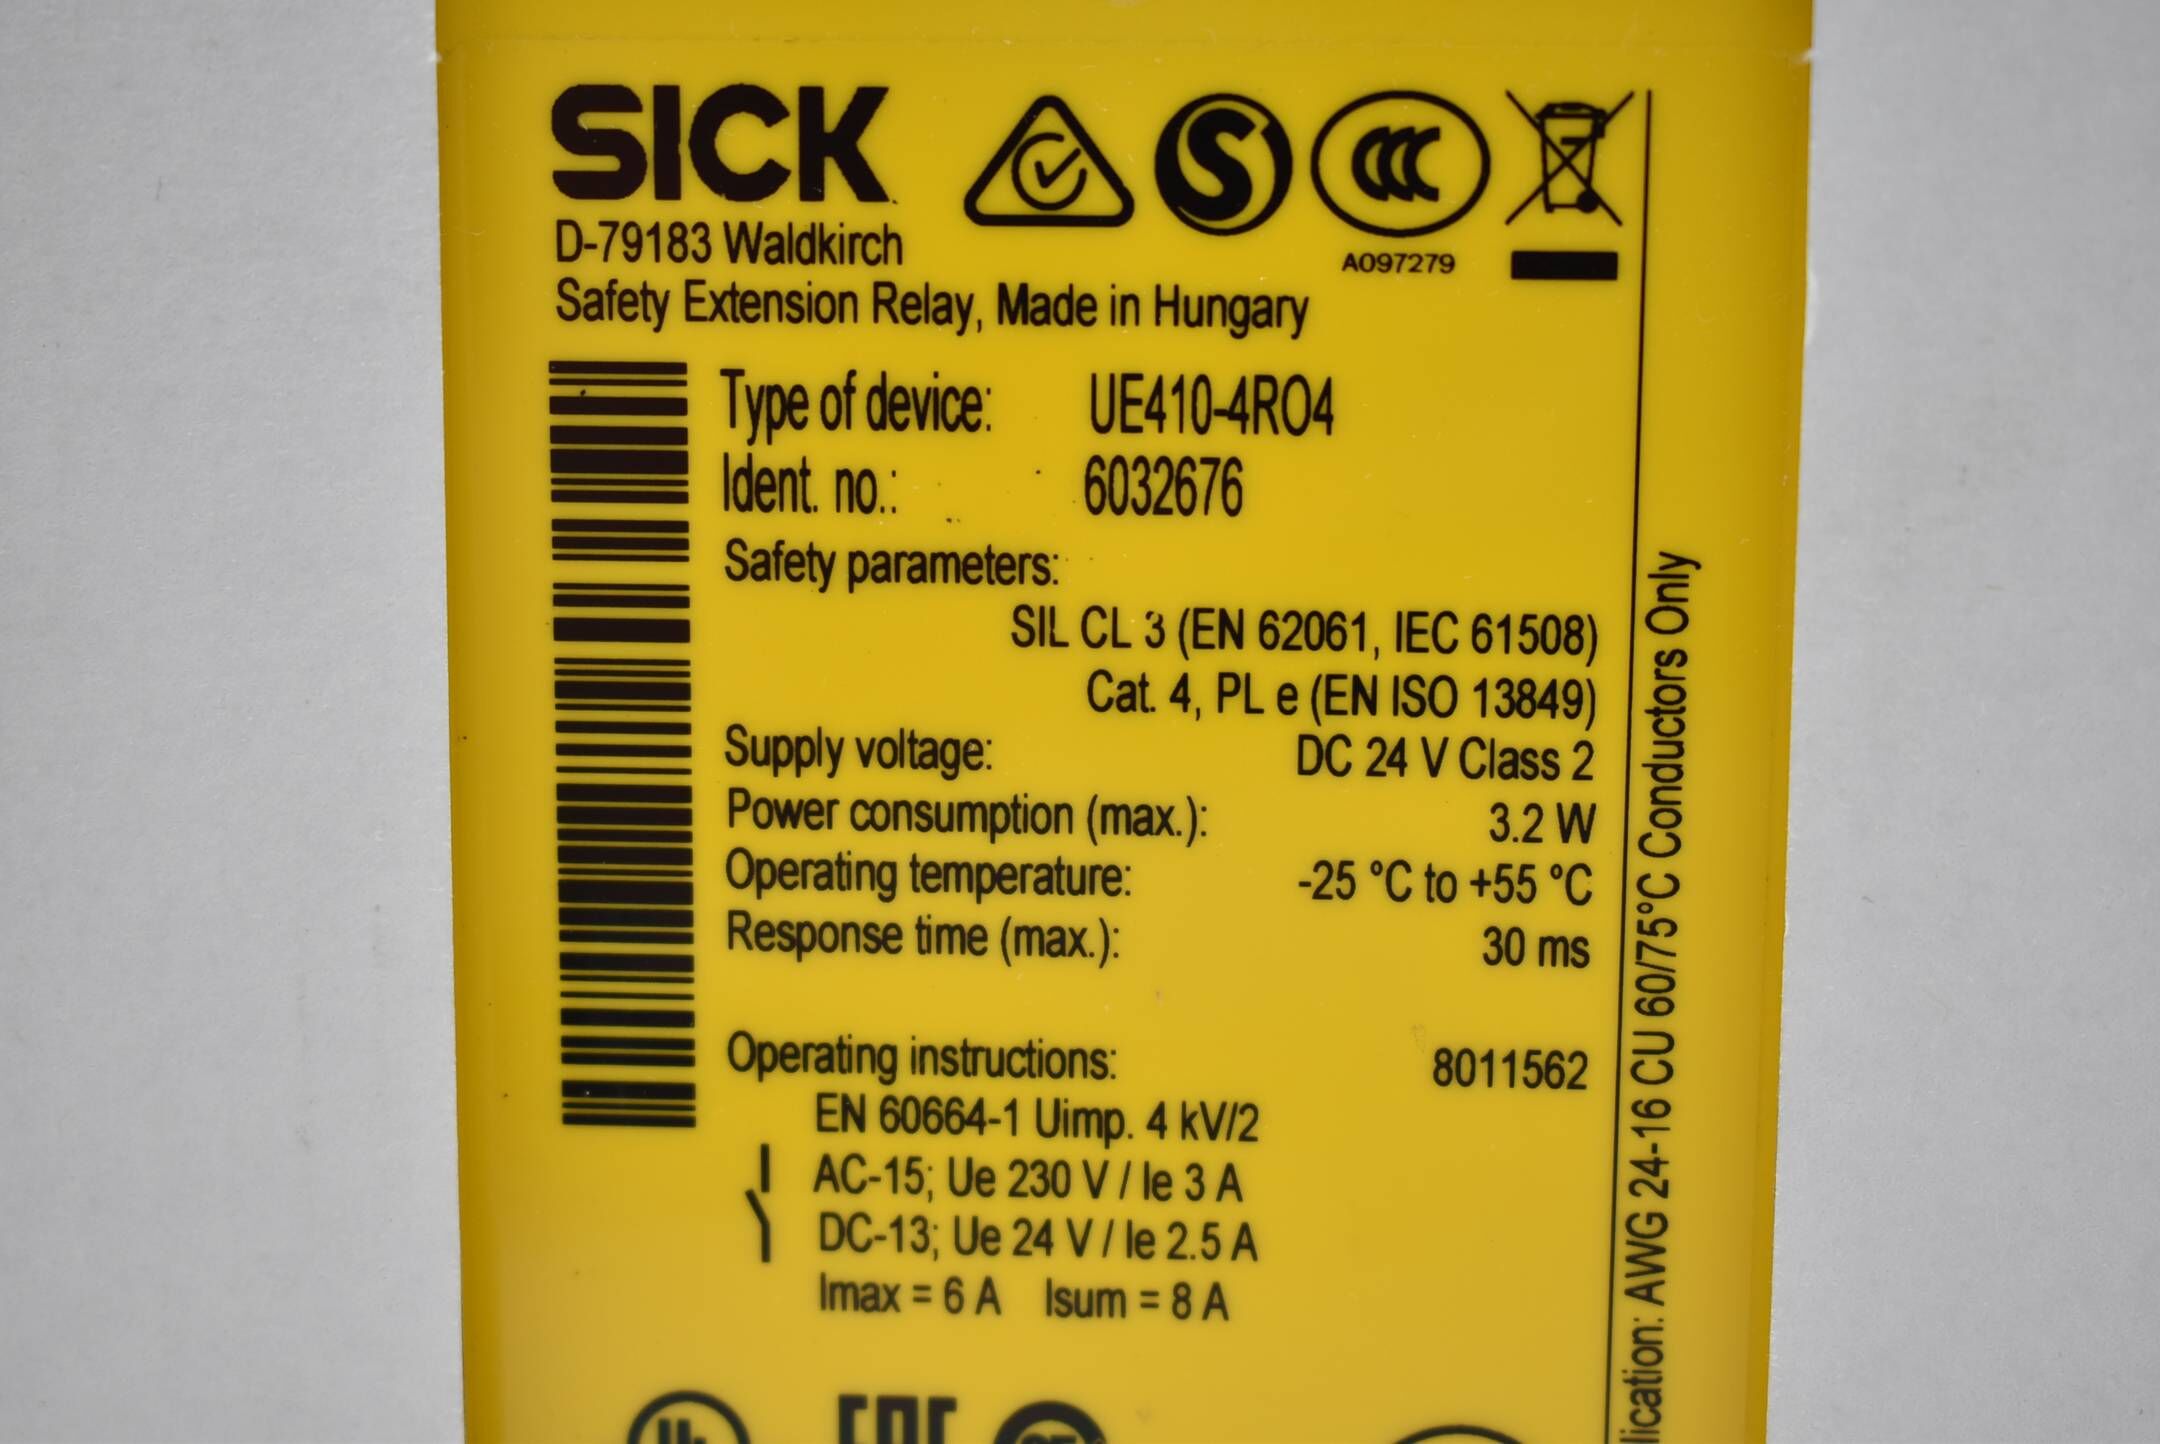 SICK
D-79183 Waldkirch
A097279
Safety Extension Relay, Made in Hungary
Type of device: UE410-4RO4
Ident. no.: 6032676
Safety parameters:
SIL CL 3 (EN 62061, IEC 61508)
Cat. 4, PL e (EN ISO 13849)
Supply voltage: DC 24 V Class 2
Power consumption (max.): 3.2 W
Operating temperature: -25 °C to +55 °C
Response time (max.): 30 ms
Operating instructions: 8011562
EN 60664-1 Uimp. 4 kV/2
AC-15; Ue 230 V / Ie 3 A
DC-13; Ue 24 V / Ie 2.5 A
Imax = 6 A Isum = 8 A
AWG 24-16 CU 60/75°C Conductors Only